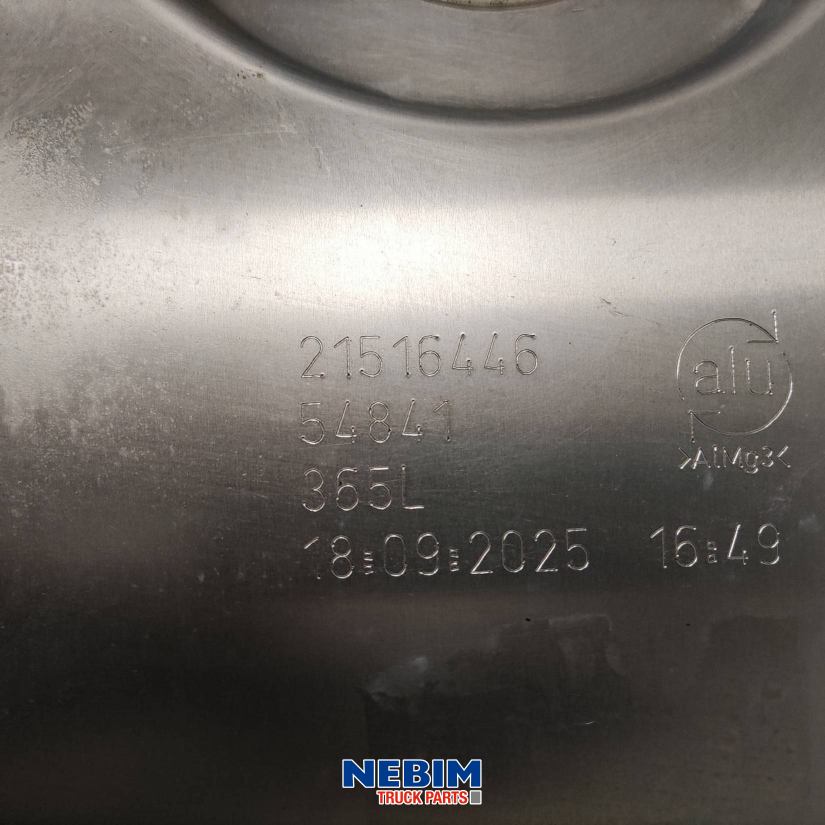 21516446
54841
365L
18:09:2025 16:49
alu
>AlMg3<
NEBIM
TRUCK PARTS